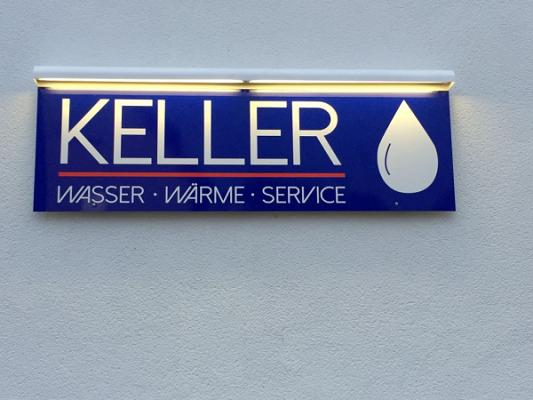 KELLER
WASSER · WÄRME · SERVICE